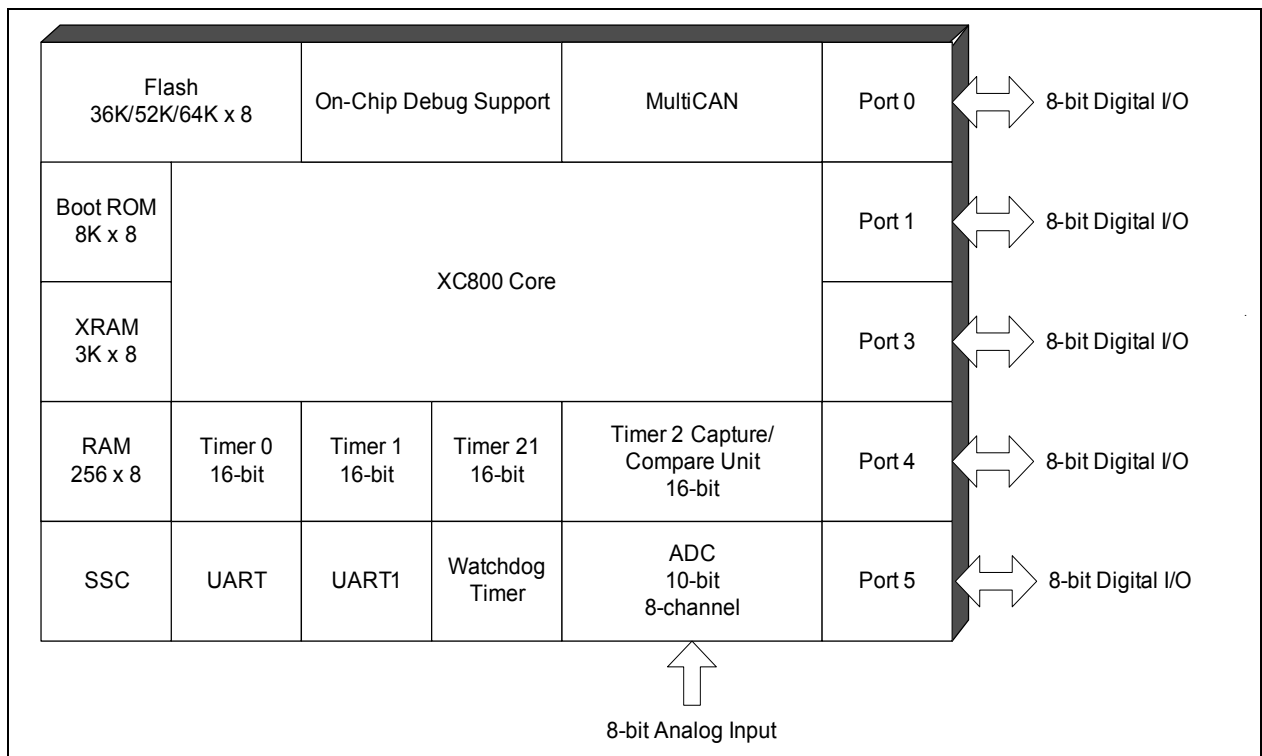 Flash
36K/52K/64K x 8
On-Chip Debug Support
MultiCAN
Port 0
8-bit Digital I/O
Boot ROM
8K x 8
XC800 Core
Port 1
8-bit Digital I/O
XRAM
3K x 8
Port 3
8-bit Digital I/O
RAM
256 x 8
Timer 0
16-bit
Timer 1
16-bit
Timer 21
16-bit
Timer 2 Capture/
Compare Unit
16-bit
Port 4
8-bit Digital I/O
SSC
UART
UART1
Watchdog
Timer
ADC
10-bit
8-channel
Port 5
8-bit Digital I/O
8-bit Analog Input